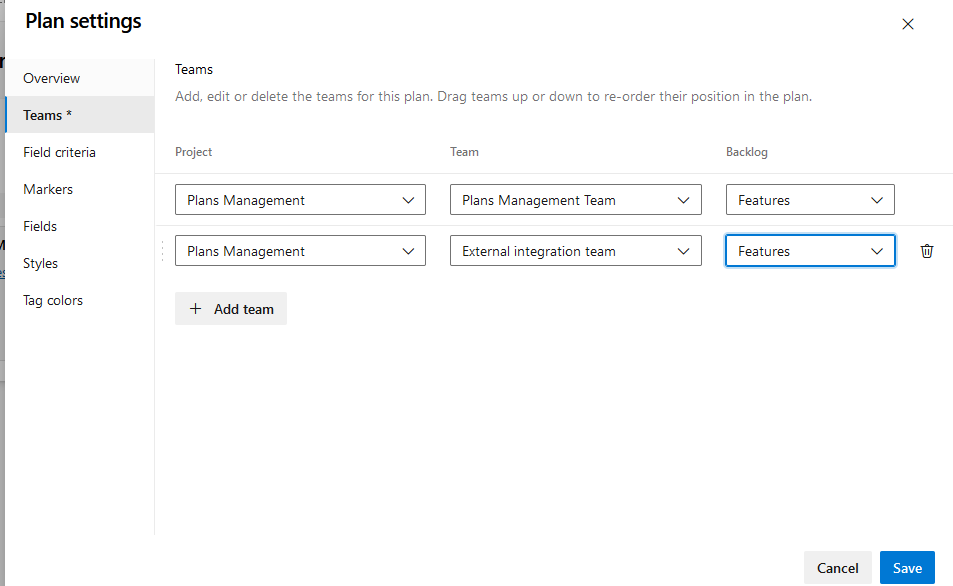 Plan settings
Overview
Teams *
Field criteria
Markers
Fields
Styles
Tag colors
Teams
Add, edit or delete the teams for this plan. Drag teams up or down to re-order their position in the plan.
Project Team Backlog
Plans Management Plans Management Team Features
Plans Management External integration team Features
Add team
Cancel Save